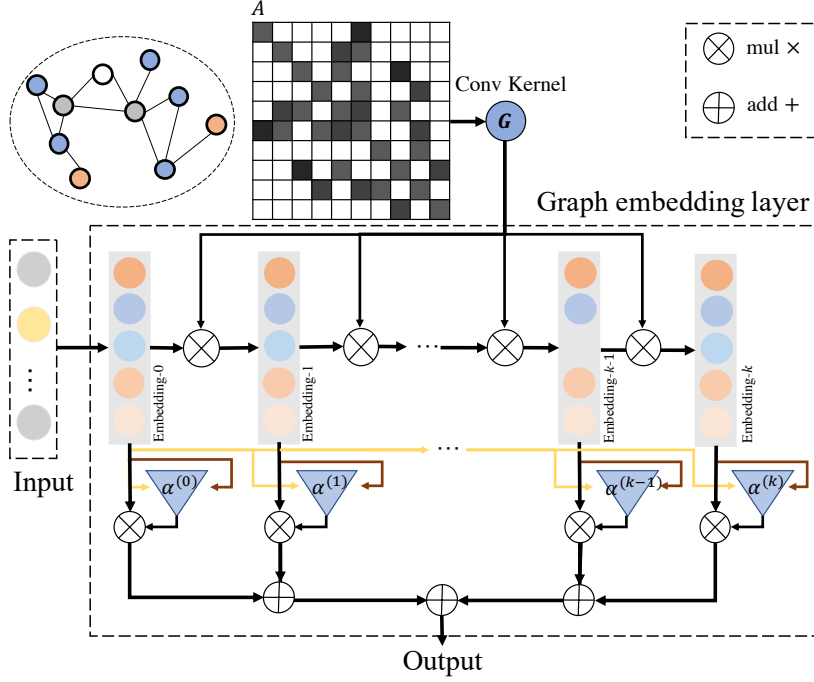 A
Conv Kernel
G
mul ×
add +
Graph embedding layer
Embedding-0
Embedding-1
...
Embedding-k-1
Embedding-k
...
Input
...
α(0)
α(1)
α(k−1)
α(k)
Output